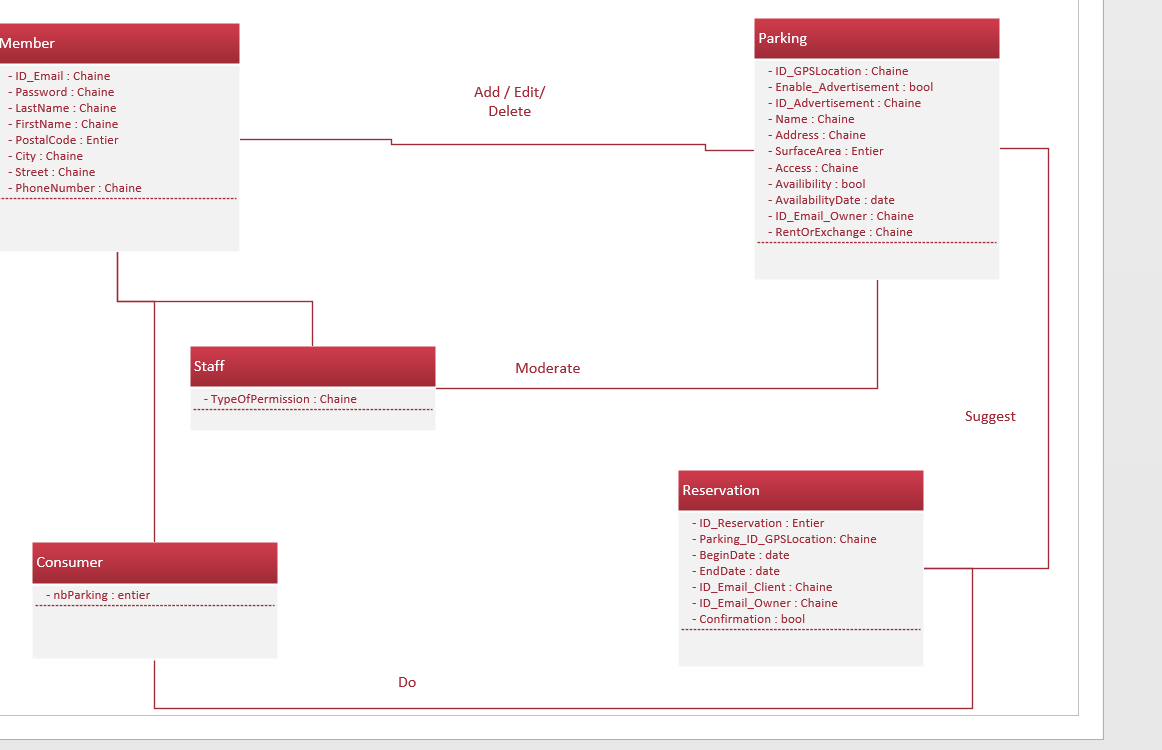 Member
- ID_Email : Chaine
- Password : Chaine
- LastName : Chaine
- FirstName : Chaine
- PostalCode : Entier
- City : Chaine
- Street : Chaine
- PhoneNumber : Chaine
Add / Edit/
Delete
Parking
- ID_GPSLocation : Chaine
- Enable_Advertisement : bool
- ID_Advertisement : Chaine
- Name : Chaine
- Address : Chaine
- SurfaceArea : Entier
- Access : Chaine
- Availibility : bool
- AvailabilityDate : date
- ID_Email_Owner : Chaine
- RentOrExchange : Chaine
Staff
- TypeOfPermission : Chaine
Moderate
Suggest
Reservation
- ID_Reservation : Entier
- Parking_ID_GPSLocation: Chaine
- BeginDate : date
- EndDate : date
- ID_Email_Client : Chaine
- ID_Email_Owner : Chaine
- Confirmation : bool
Consumer
- nbParking : entier
Do